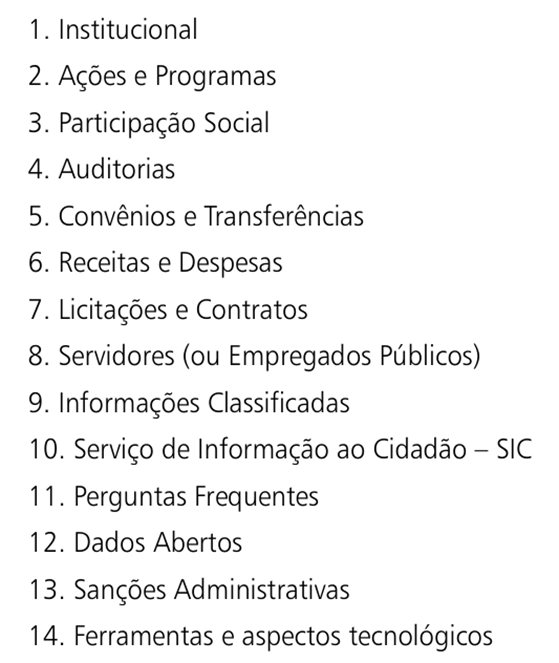 1. Institucional
2. Ações e Programas
3. Participação Social
4. Auditorias
5. Convênios e Transferências
6. Receitas e Despesas
7. Licitações e Contratos
8. Servidores (ou Empregados Públicos)
9. Informações Classificadas
10. Serviço de Informação ao Cidadão – SIC
11. Perguntas Frequentes
12. Dados Abertos
13. Sanções Administrativas
14. Ferramentas e aspectos tecnológicos